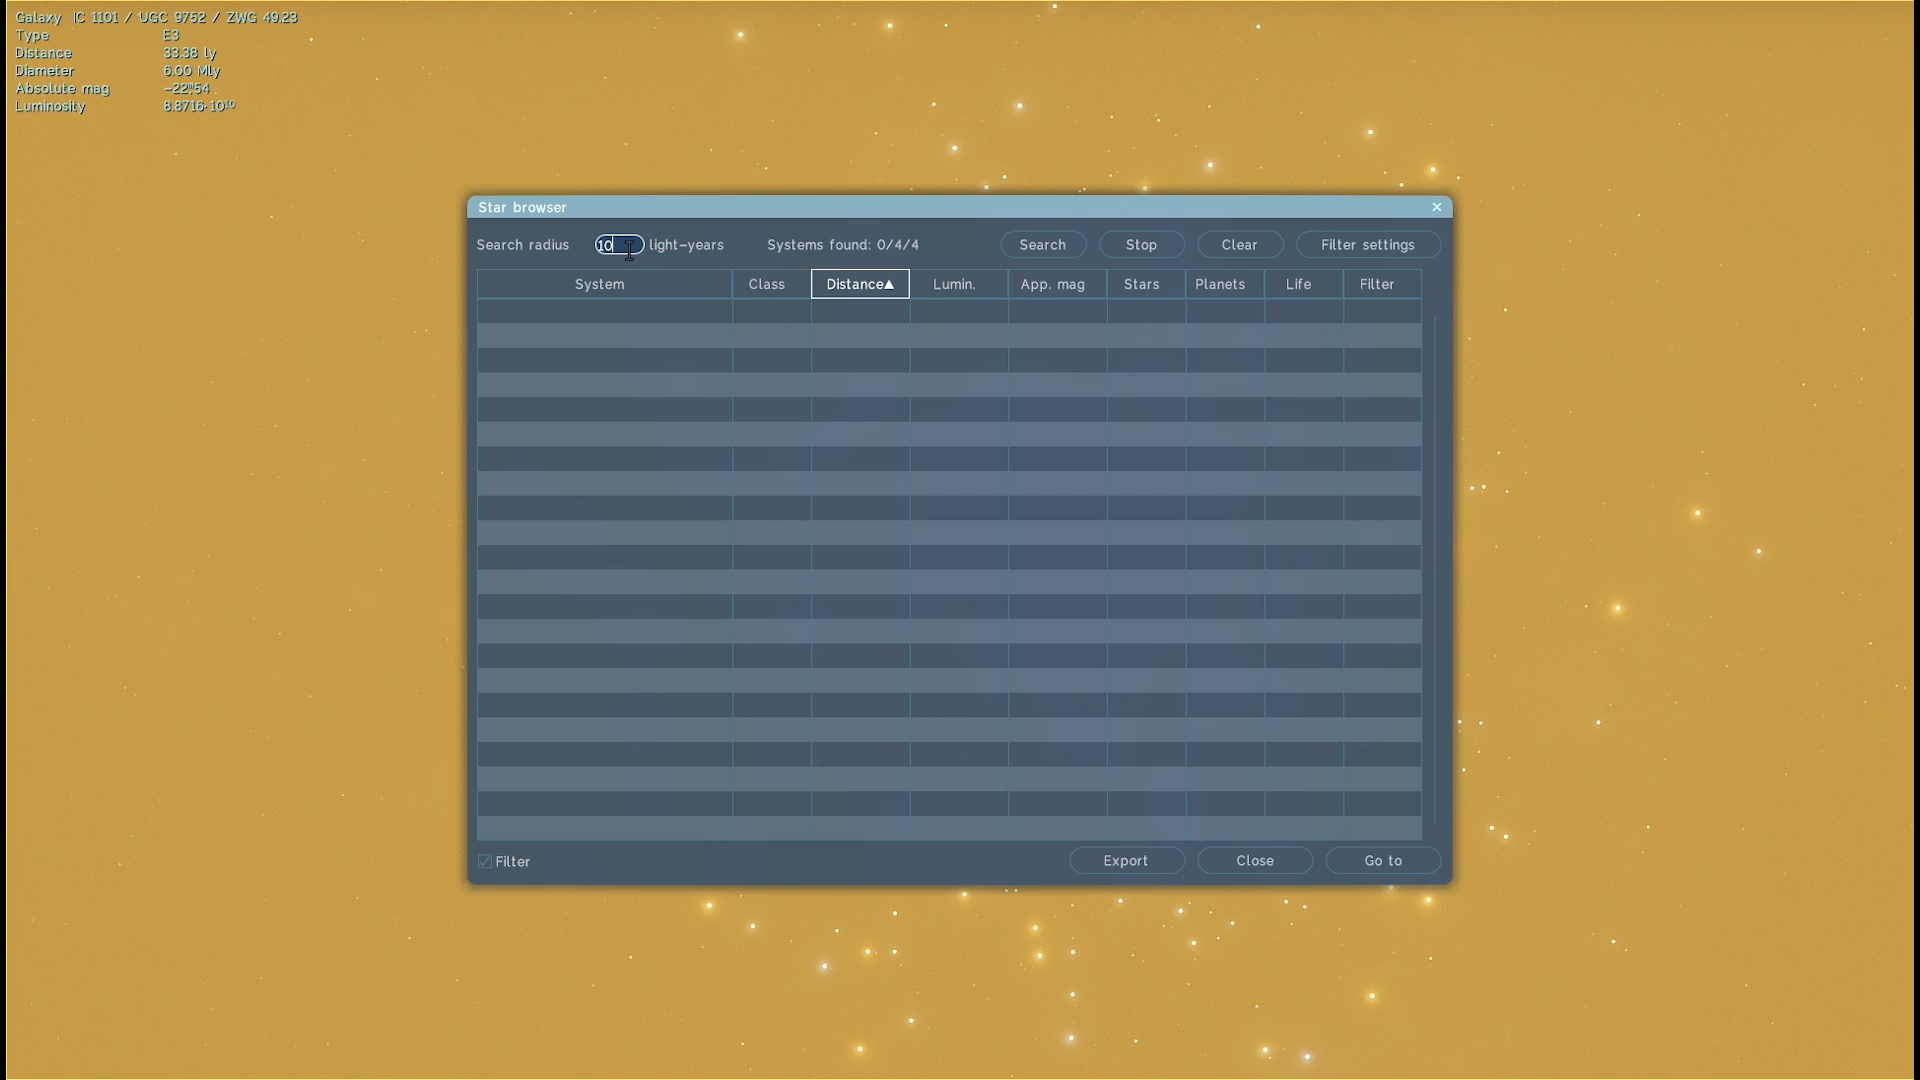 Galaxy IC 1101 / UGC 9752 / ZWG 49.23
Type E3
Distance 33.38 ly
Diameter 6.00 Mly
Absolute mag −22ᵐ54
Luminosity 8.8716·10¹⁰
Star browser ×
Search radius 10 light-years Systems found: 0/4/4 Search Stop Clear Filter settings
System Class Distance▲ Lumin. App. mag Stars Planets Life Filter
Filter Export Close Go to